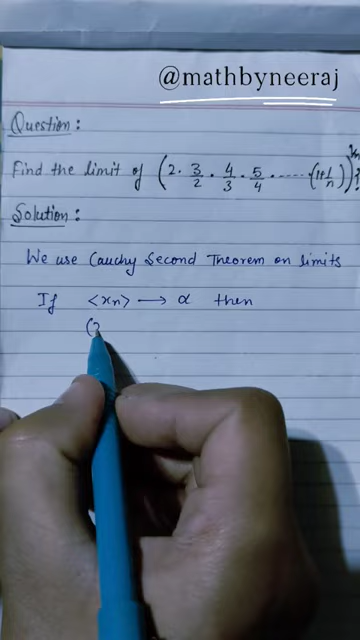 @mathbyneeraj
Question:
Find the limit of (2 · 3/2 · 4/3 · 5/4 · ...... (1+1/n))^1/n ?
Solution:
We use Cauchy Second Theorem on limits
If <xn> → α then
(